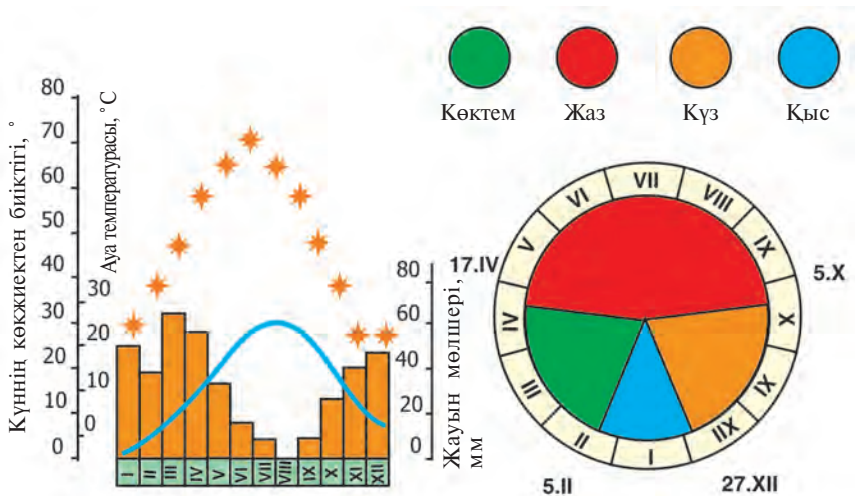 Көктем
Жаз
Күз
Қыс
Күннің көкжиектен биіктігі, °
80
70
60
50
40
30
20
10
0
Ауа температурасы, °С
30
20
10
0
I
II
III
IV
V
VI
VII
VIII
IX
X
XI
XII
80
60
40
20
0
Жауын мөлшері,
мм
17.IV
5.X
5.II
27.XII
I
II
III
IV
V
VI
VII
VIII
IX
X
XI
XII